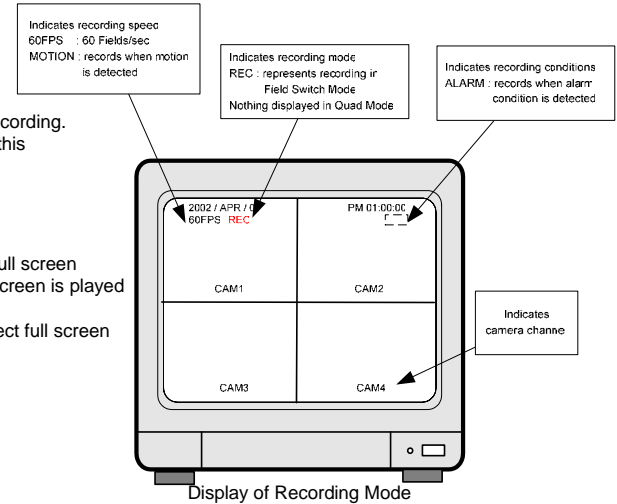 Indicates recording speed
60FPS : 60 Fields/sec
MOTION : records when motion
is detected
Indicates recording mode
REC : represents recording in
Field Switch Mode
Nothing displayed in Quad Mode
Indicates recording conditions
ALARM : records when alarm
condition is detected
cording.
this
ull screen
creen is played
ect full screen
2002 / APR / 0
PM 01:00:00
60FPS REC
CAM1
CAM2
CAM3
CAM4
Indicates
camera channe
Display of Recording Mode